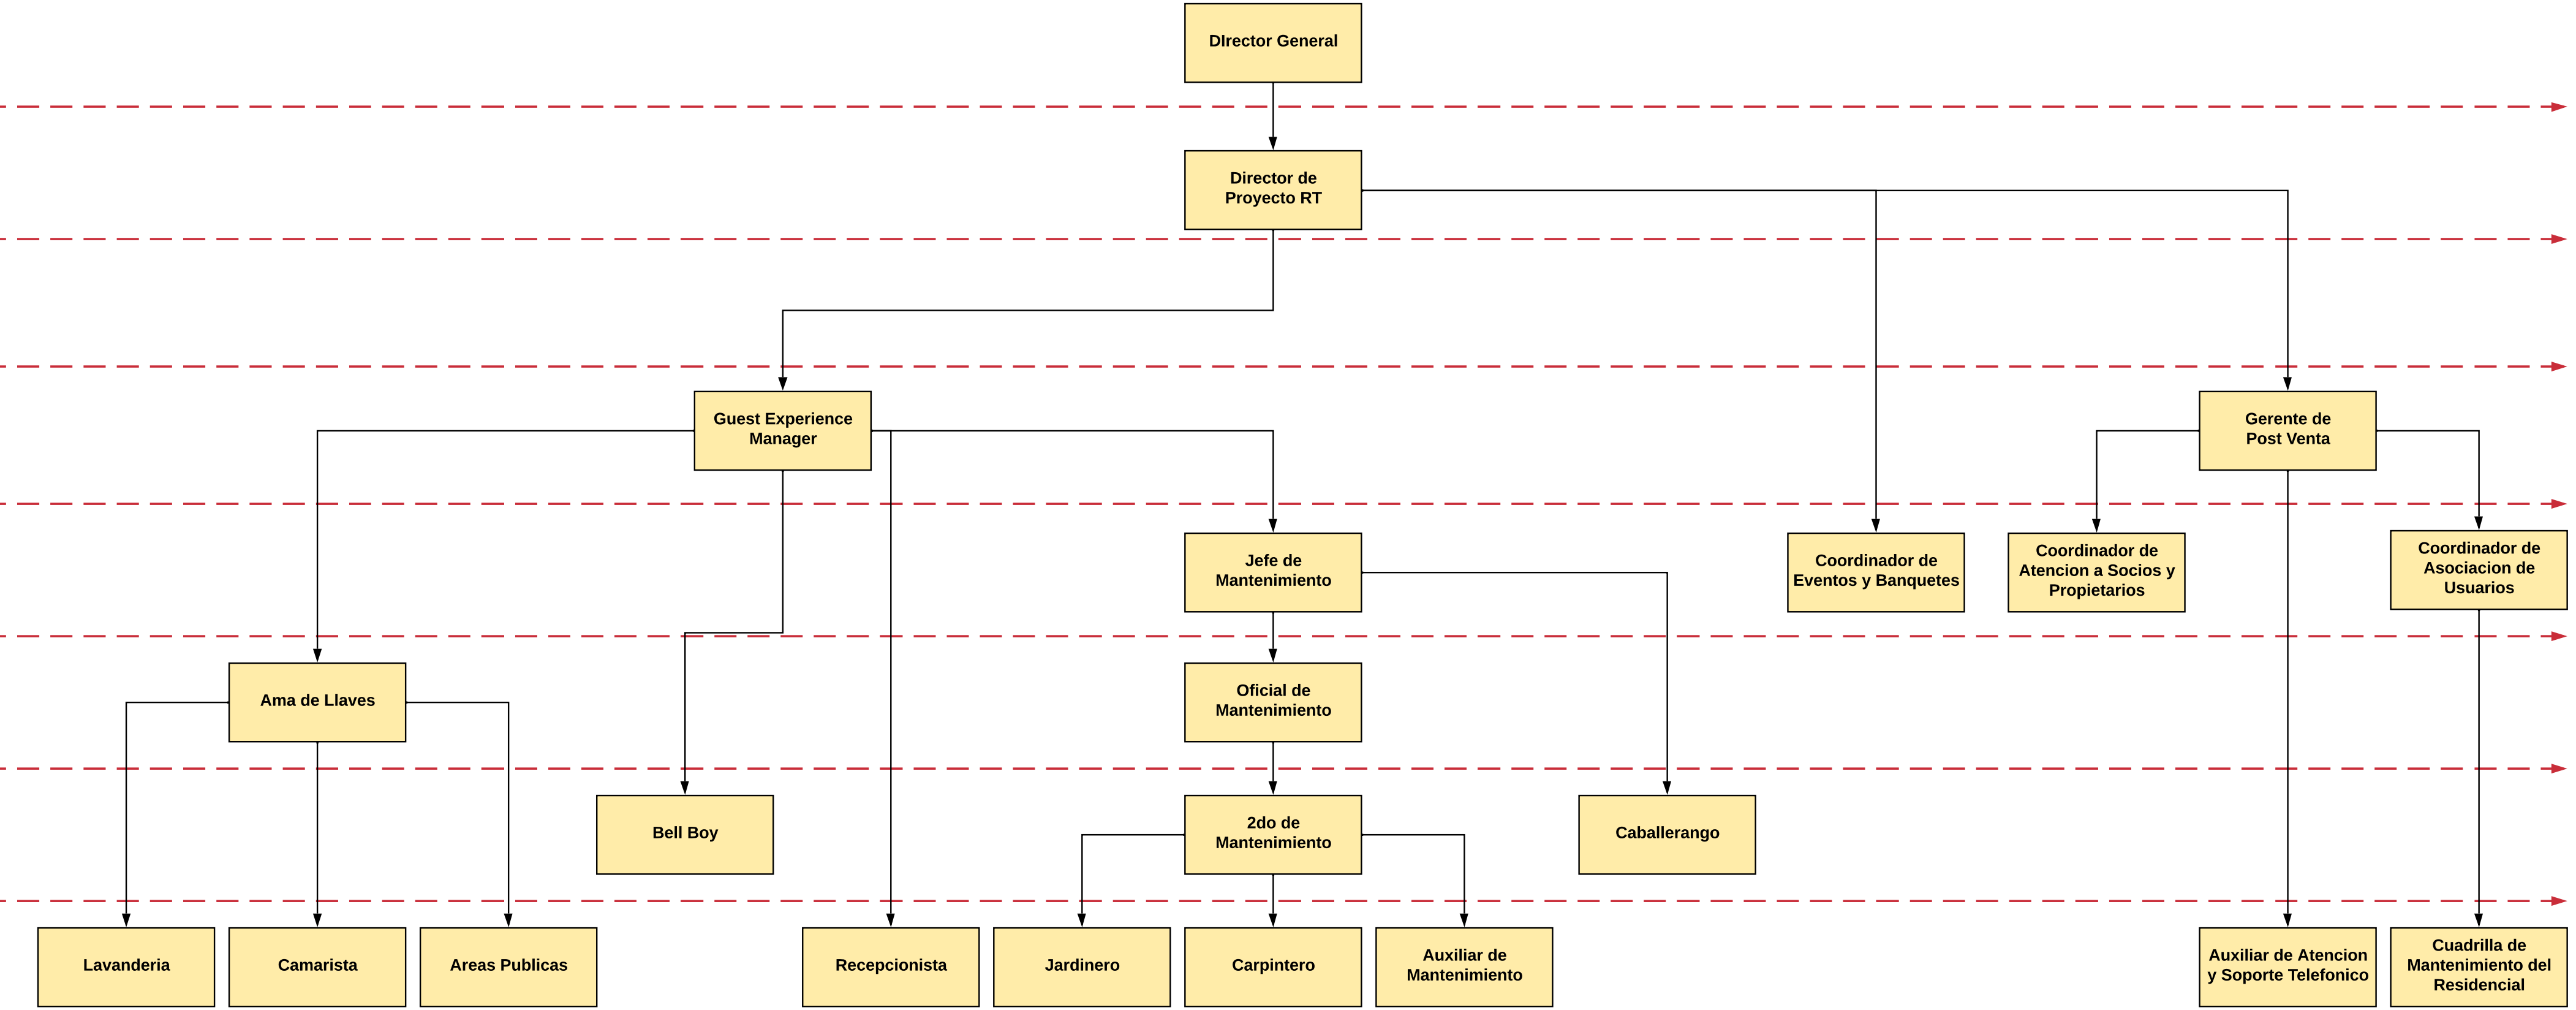 DIrector General
Director de
Proyecto RT
Guest Experience
Manager
Gerente de
Post Venta
Jefe de
Mantenimiento
Coordinador de
Eventos y Banquetes
Coordinador de
Atencion a Socios y
Propietarios
Coordinador de
Asociacion de
Usuarios
Ama de Llaves
Oficial de
Mantenimiento
Bell Boy
2do de
Mantenimiento
Caballerango
Lavanderia
Camarista
Areas Publicas
Recepcionista
Jardinero
Carpintero
Auxiliar de
Mantenimiento
Auxiliar de Atencion
y Soporte Telefonico
Cuadrilla de
Mantenimiento del
Residencial